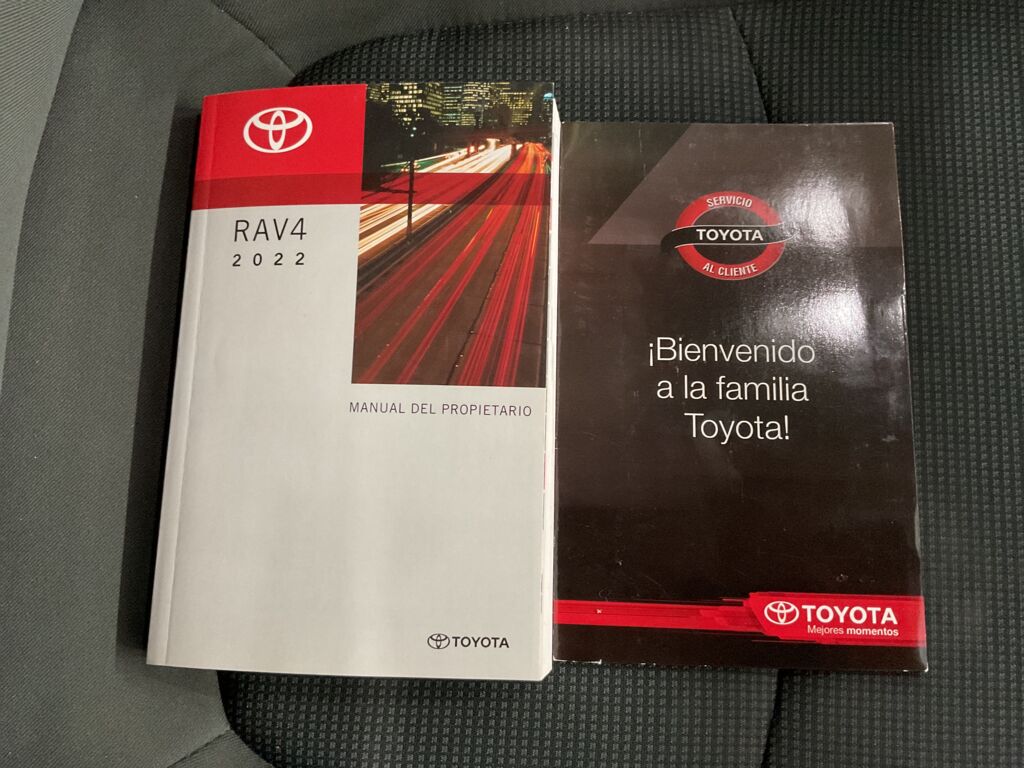 RAV4
2022
MANUAL DEL PROPIETARIO
TOYOTA
SERVICIO
TOYOTA
AL CLIENTE
¡Bienvenido
a la familia
Toyota!
TOYOTA
Mejores momentos